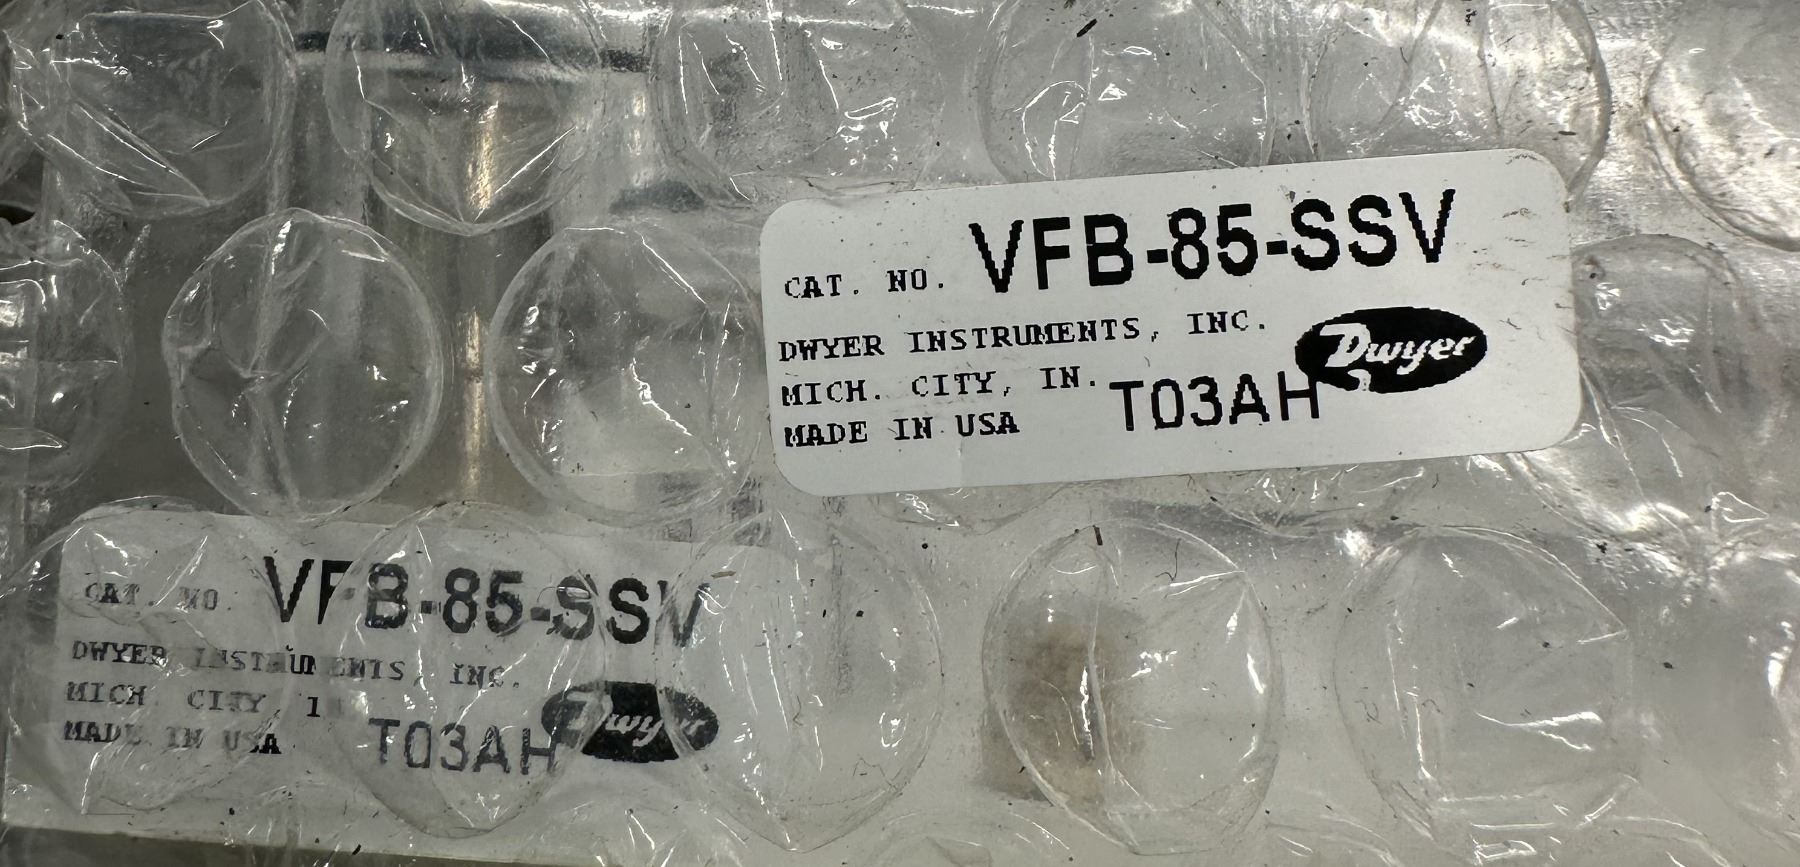 CAT. NO. VFB-85-SSV
DWYER INSTRUMENTS, INC.
Dwyer
MICH. CITY, IN.
MADE IN USA T03AH
CAT. NO. VFB-85-SSV
DWYER INSTRUMENTS, INC.
MICH CITY,
Dwyer
MADE IN USA T03AH